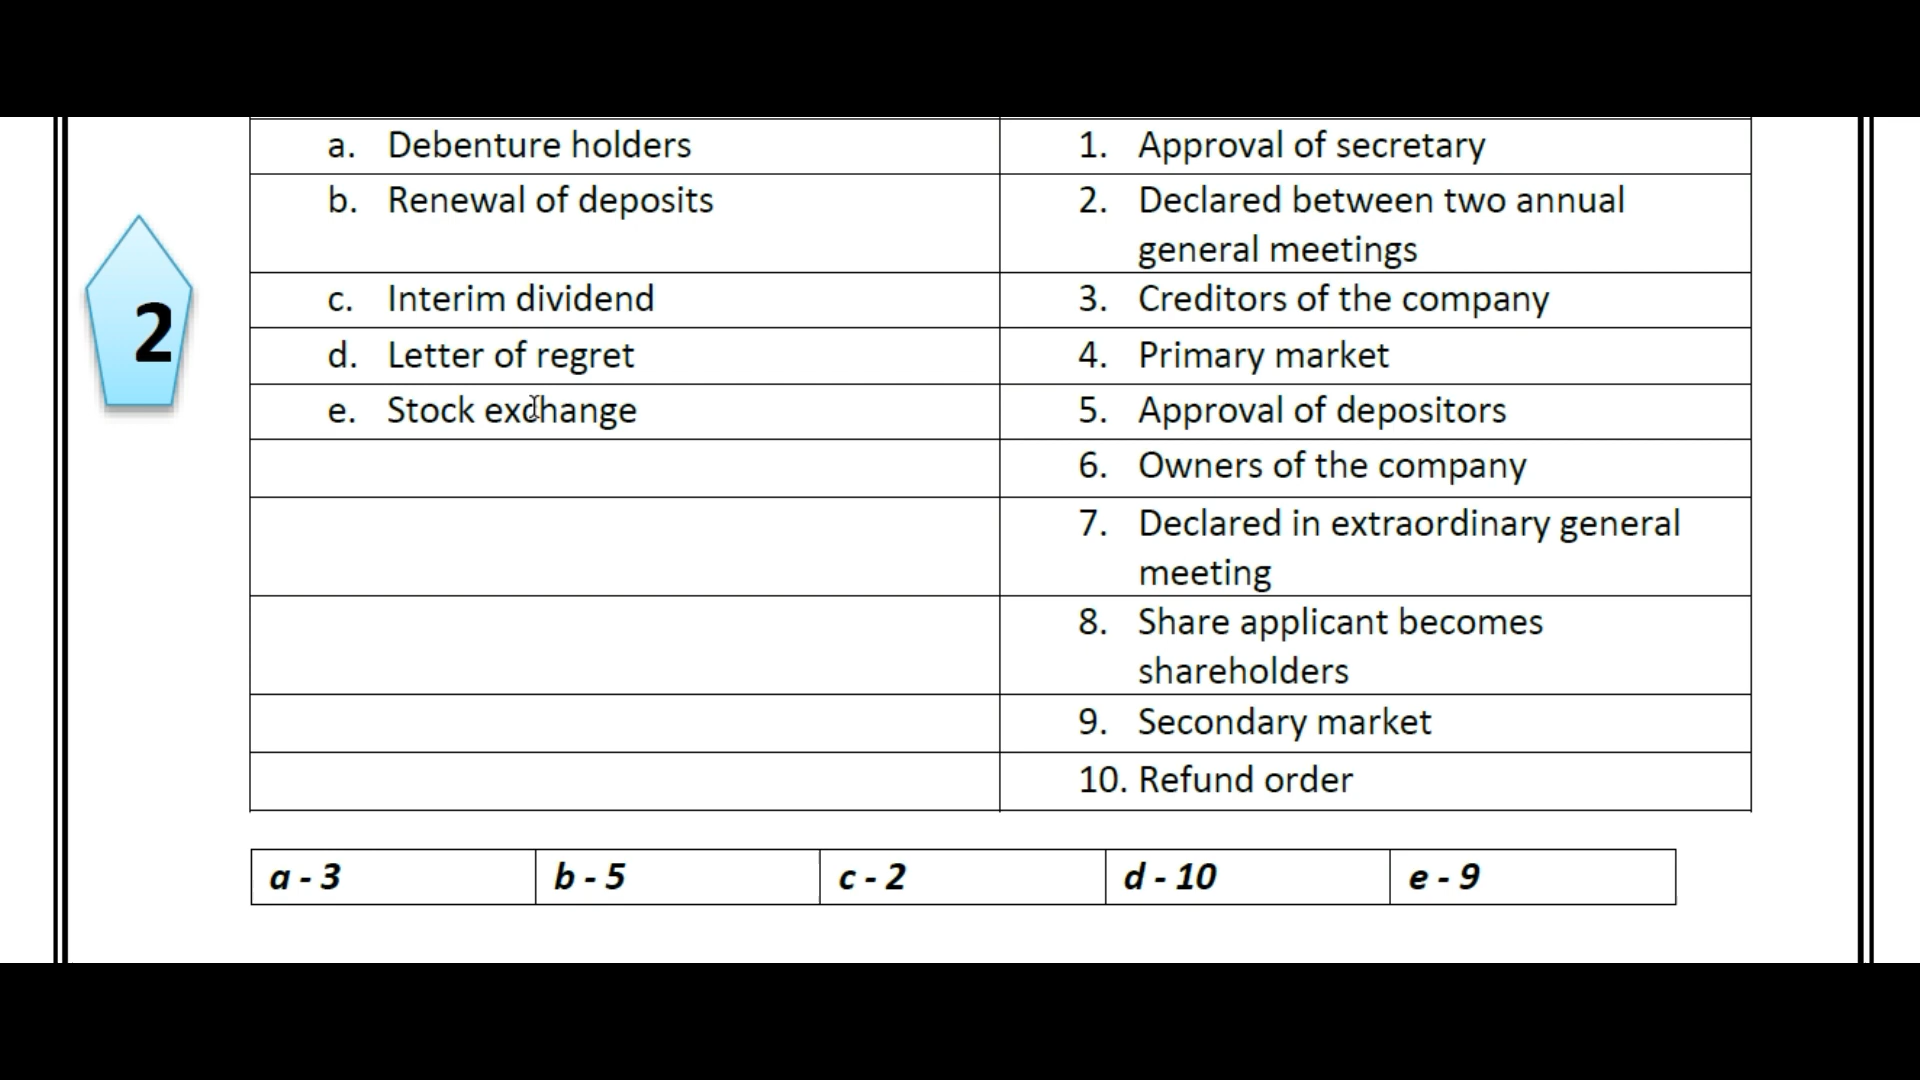 a. Debenture holders
1. Approval of secretary
b. Renewal of deposits
2. Declared between two annual
general meetings
c. Interim dividend
3. Creditors of the company
d. Letter of regret
4. Primary market
e. Stock exchange
5. Approval of depositors
6. Owners of the company
7. Declared in extraordinary general
meeting
8. Share applicant becomes
shareholders
9. Secondary market
10. Refund order
2
a - 3
b - 5
c - 2
d - 10
e - 9